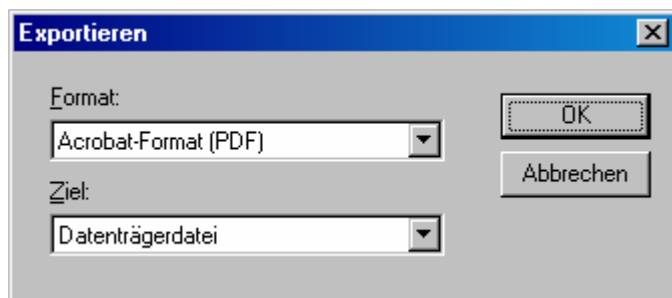 Exportieren
Format:
Acrobat-Format (PDF)
OK
Abbrechen
Ziel:
Datenträgerdatei